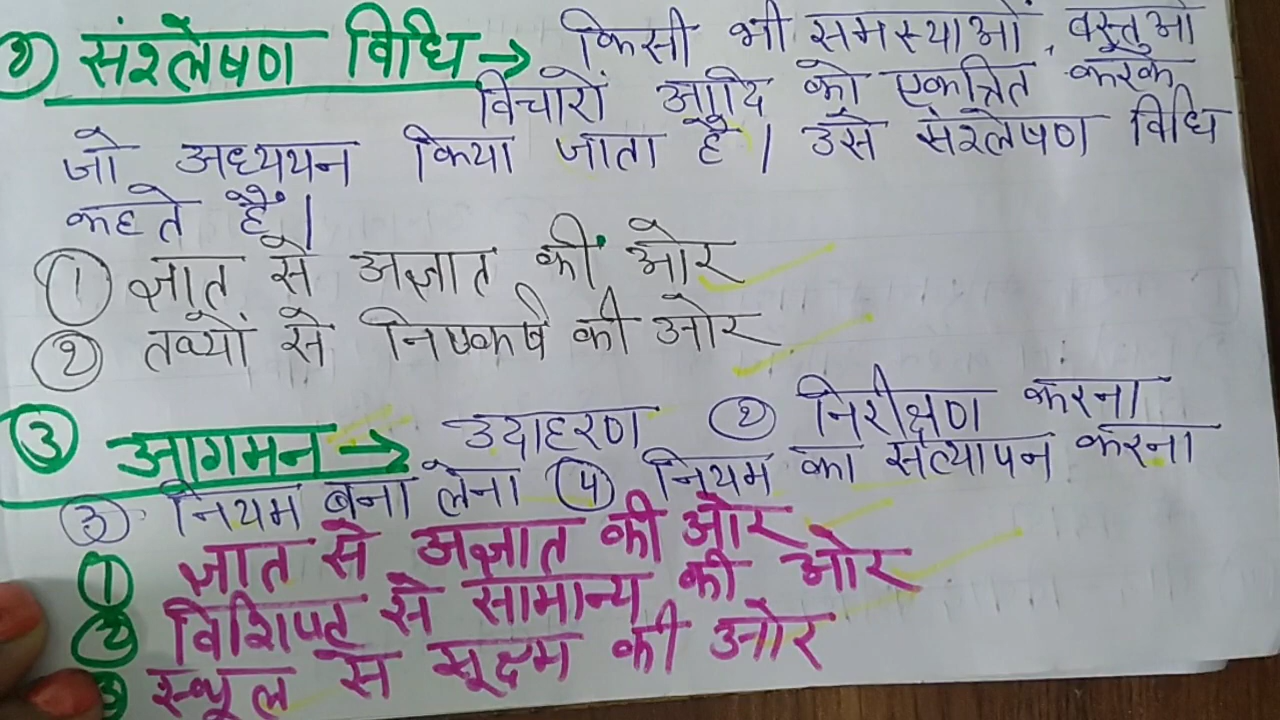 ② संश्लेषण विधि → किसी भी समस्याओं, वस्तुओ
विचारों आदि को एकत्रित करके
जो अध्ययन किया जाता है। उसे संश्लेषण विधि
कहते हैं।
① ज्ञात से अज्ञात की ओर
② तथ्यों से निष्कर्ष की ओर
③ आगमन → उदाहरण ② निरीक्षण करना
③ नियम बना लेना ④ नियम का सत्यापन करना
① ज्ञात से अज्ञात की ओर
② विशिष्ट से सामान्य की ओर
③ स्थूल से सूक्ष्म की ओर